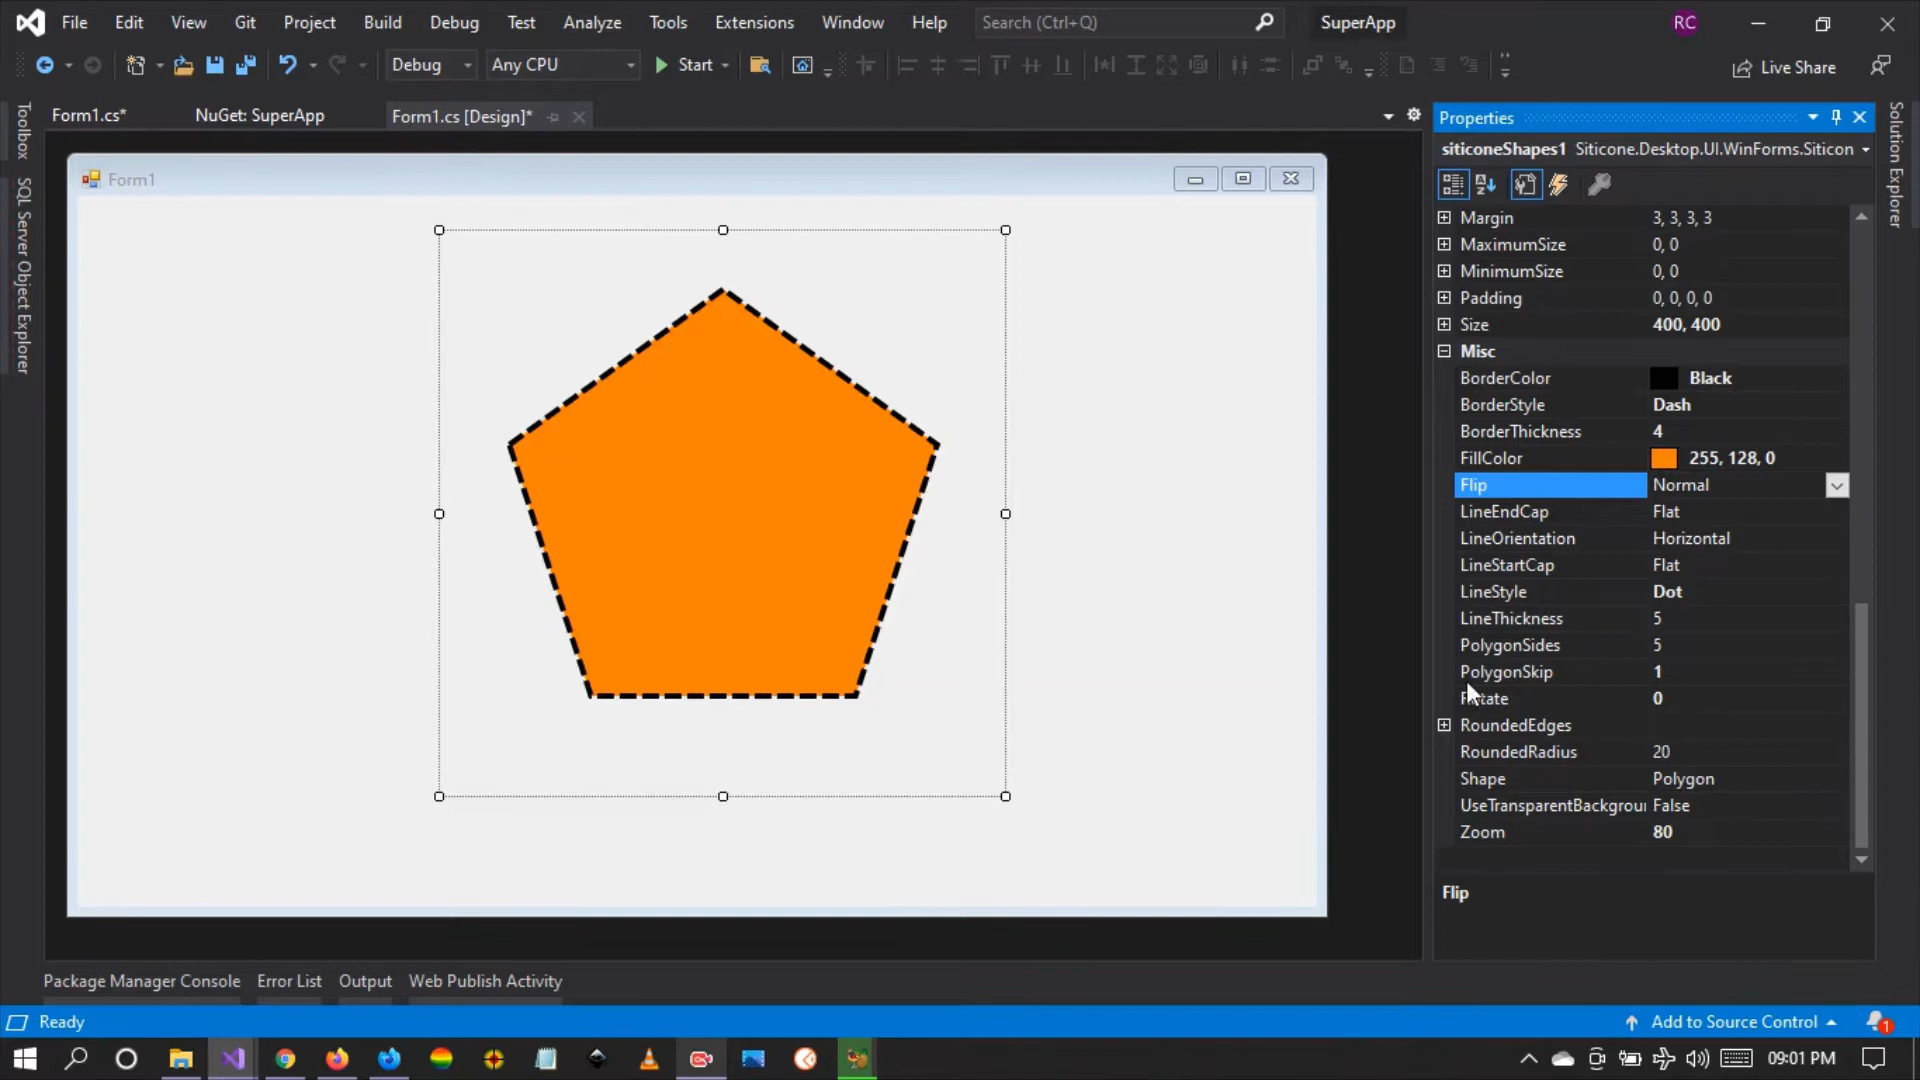 File Edit View Git Project Build Debug Test Analyze Tools Extensions Window Help Search (Ctrl+Q) SuperApp RC
Debug Any CPU Start Live Share
Form1.cs* NuGet: SuperApp Form1.cs [Design]*
Toolbox
SQL Server Object Explorer
Form1
Properties
siticoneShapes1 Siticone.Desktop.UI.WinForms.Siticon
Margin 3, 3, 3, 3
MaximumSize 0, 0
MinimumSize 0, 0
Padding 0, 0, 0, 0
Size 400, 400
Misc
BorderColor Black
BorderStyle Dash
BorderThickness 4
FillColor 255, 128, 0
Flip Normal
LineEndCap Flat
LineOrientation Horizontal
LineStartCap Flat
LineStyle Dot
LineThickness 5
PolygonSides 5
PolygonSkip 1
Rotate 0
RoundedEdges
RoundedRadius 20
Shape Polygon
UseTransparentBackgrour False
Zoom 80
Flip
Solution Explorer
Package Manager Console Error List Output Web Publish Activity
Ready Add to Source Control 1
09:01 PM